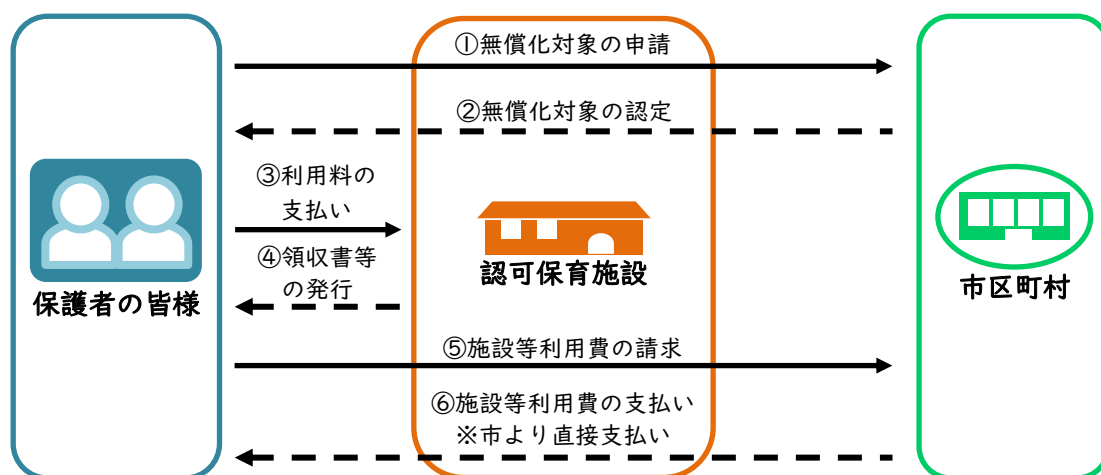 ①無償化対象の申請
②無償化対象の認定
③利用料の
支払い
④領収書等
の発行
保護者の皆様
認可保育施設
市区町村
⑤施設等利用費の請求
⑥施設等利用費の支払い
※市より直接支払い